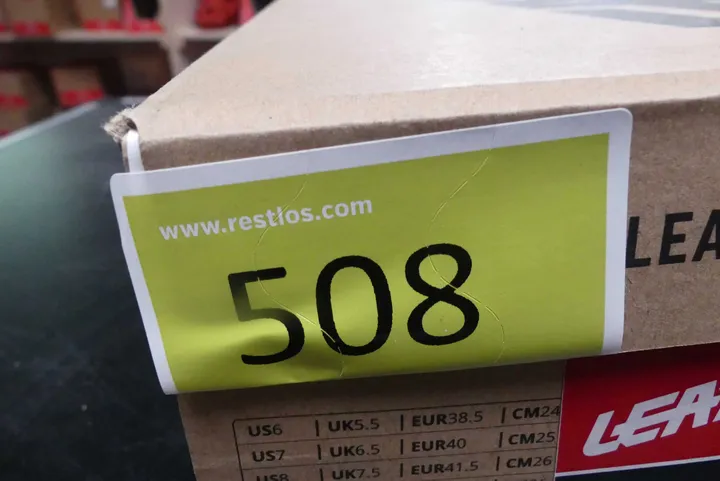 www.restlos.com
508
US6 | UK5.5 | EUR38.5 | CM24
US7 | UK6.5 | EUR40 | CM25
US8 | UK7.5 | EUR41.5 | CM26